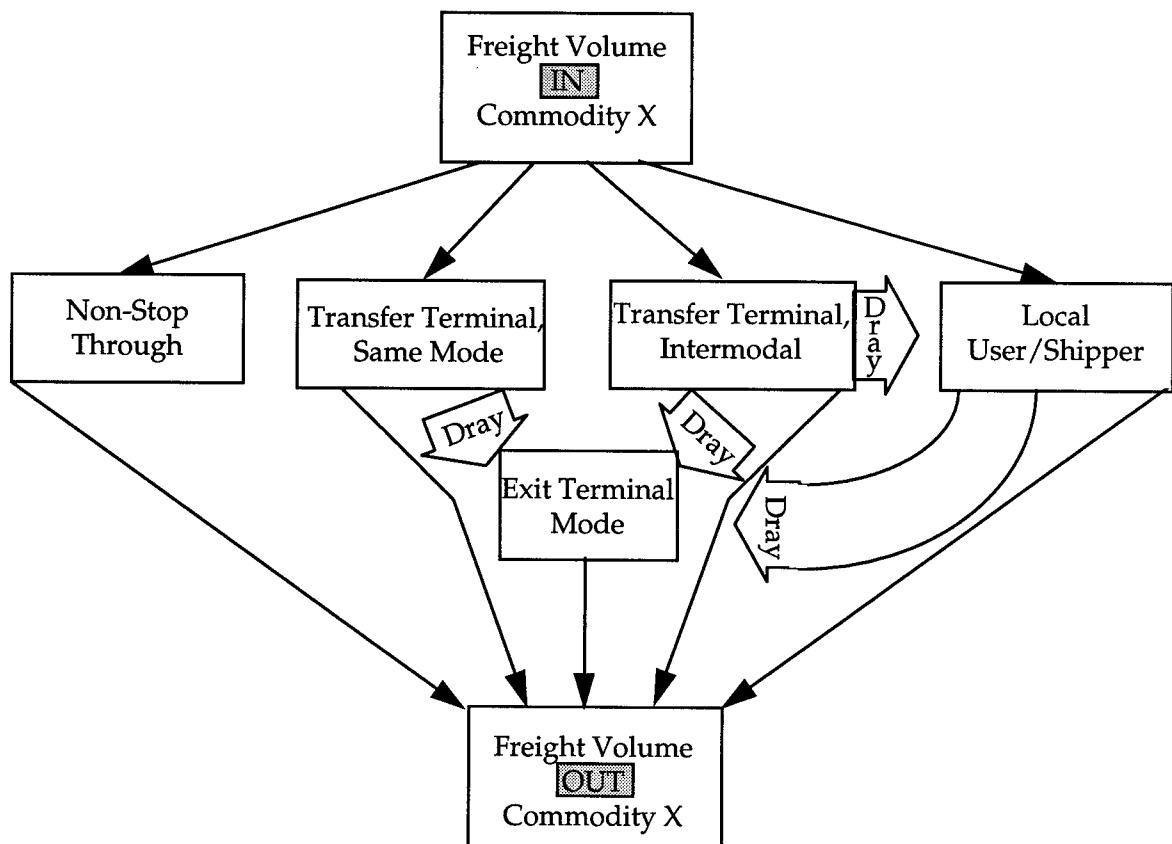 Freight Volume
IN
Commodity X
Non-Stop
Through
Transfer Terminal,
Same Mode
Transfer Terminal,
Intermodal
Dray
Local
User/Shipper
Dray
Dray
Dray
Exit Terminal
Mode
Freight Volume
OUT
Commodity X